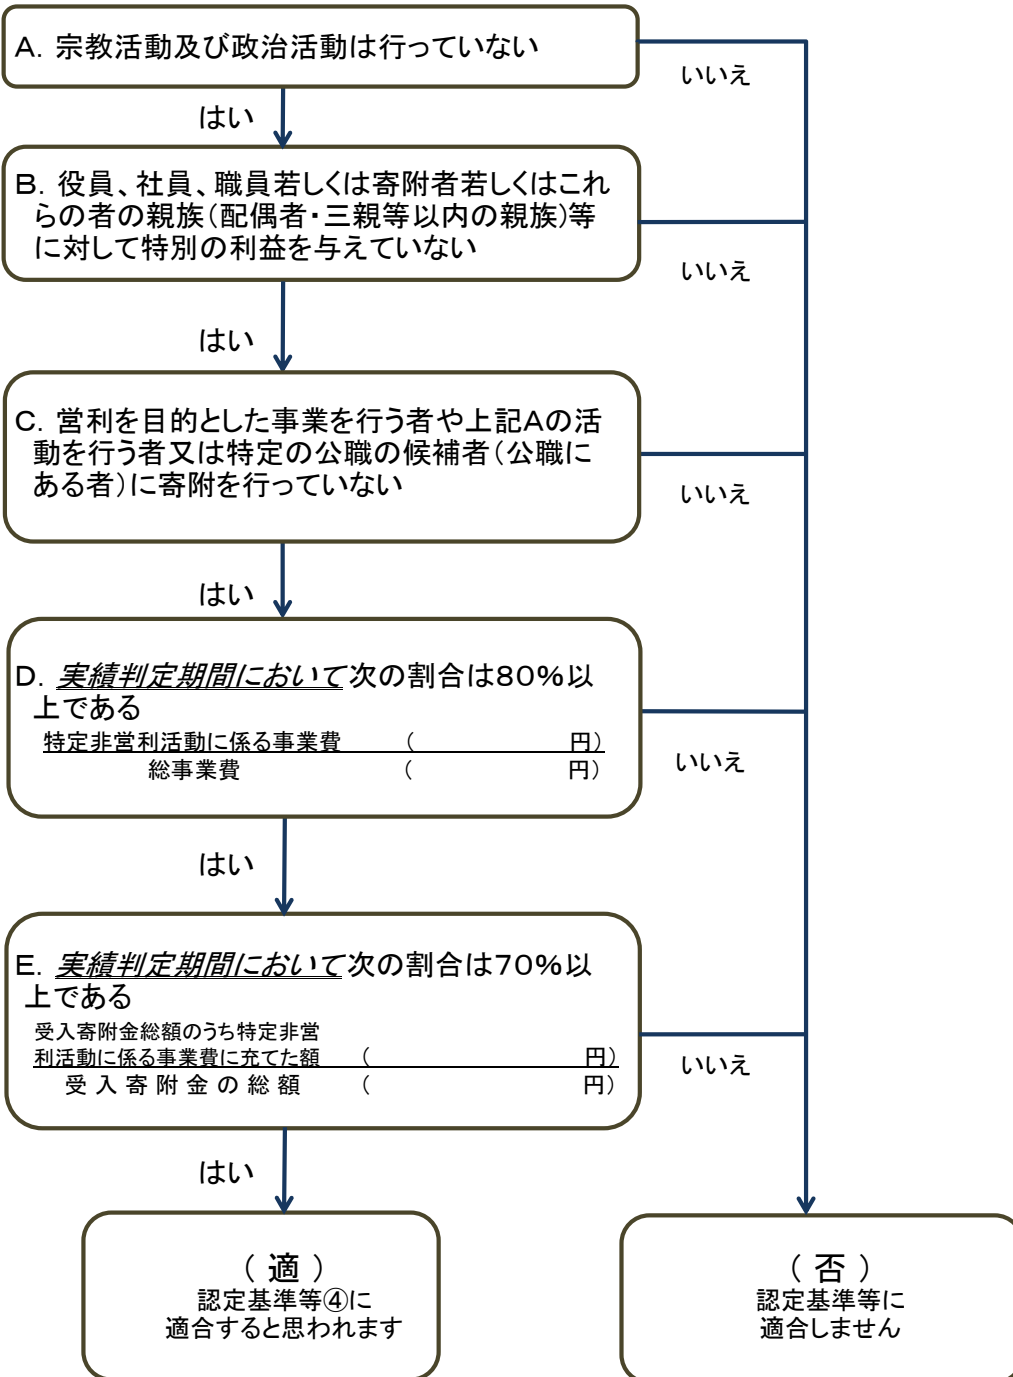 A．宗教活動及び政治活動は行っていない
いいえ
はい
B．役員、社員、職員若しくは寄附者若しくはこれ
らの者の親族（配偶者・三親等以内の親族）等
に対して特別の利益を与えていない
いいえ
はい
C．営利を目的とした事業を行う者や上記Aの活
動を行う者又は特定の公職の候補者（公職に
ある者）に寄附を行っていない
いいえ
はい
D．実績判定期間において次の割合は80％以
上である
特定非営利活動に係る事業費　（　　　　　円）
総事業費　（　　　　　円）
いいえ
はい
E．実績判定期間において次の割合は70％以
上である
受入寄附金総額のうち特定非営
利活動に係る事業費に充てた額　（　　　　　円）
受入寄附金の総額　（　　　　　円）
いいえ
はい
（適）
認定基準等④に
適合すると思われます
（否）
認定基準等に
適合しません